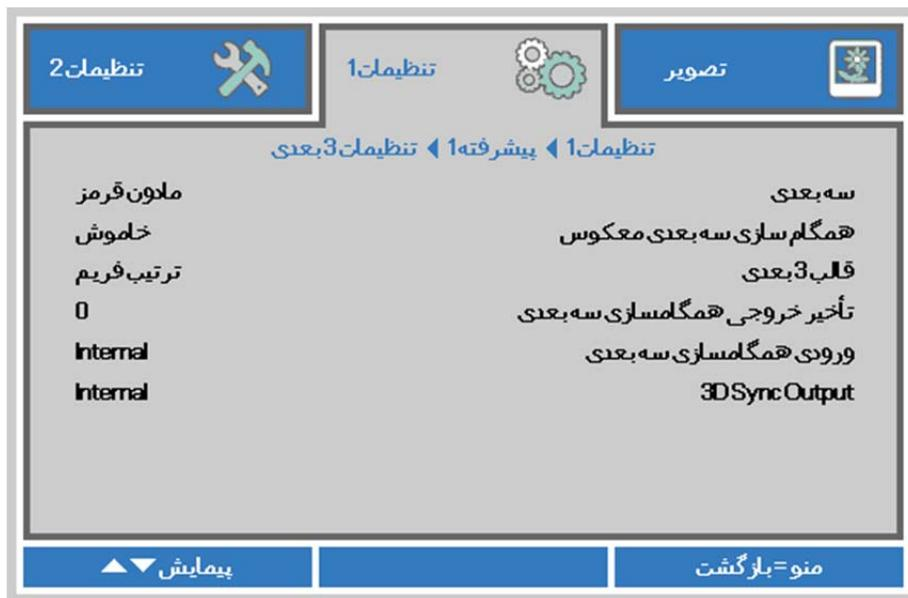 تصویر
تنظیمات1
تنظیمات2
تنظیمات1 ◀ پیشرفته1 ◀ تنظیمات3بعدی
سه‌بعدی مادون‌قرمز
همگام سازی سه‌بعدی معکوس خاموش
قالب3بعدی ترتیب‌فریم
تأخیر خروجی همگامسازی سه‌بعدی 0
ورودی همگامسازی سه‌بعدی Internal
3D Sync Output Internal
منو=بازگشت پیمایش▼▲